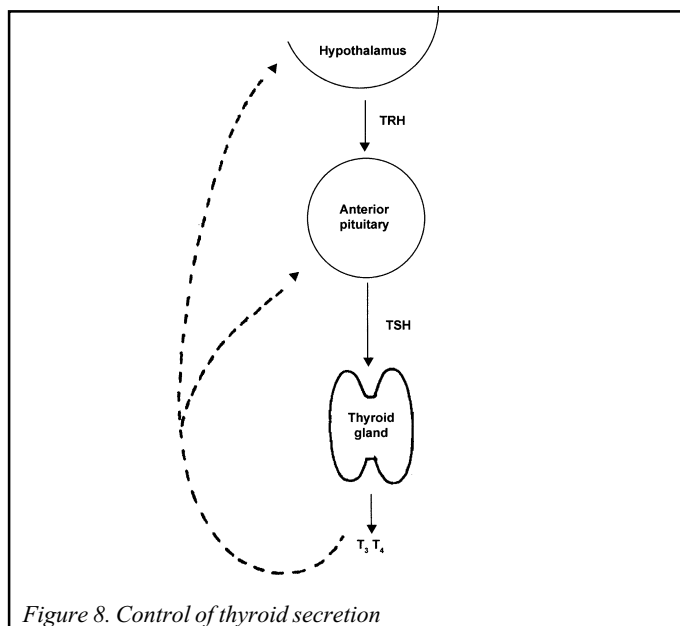 Hypothalamus
TRH
Anterior
pituitary
TSH
Thyroid
gland
T₃ T₄
Figure 8. Control of thyroid secretion